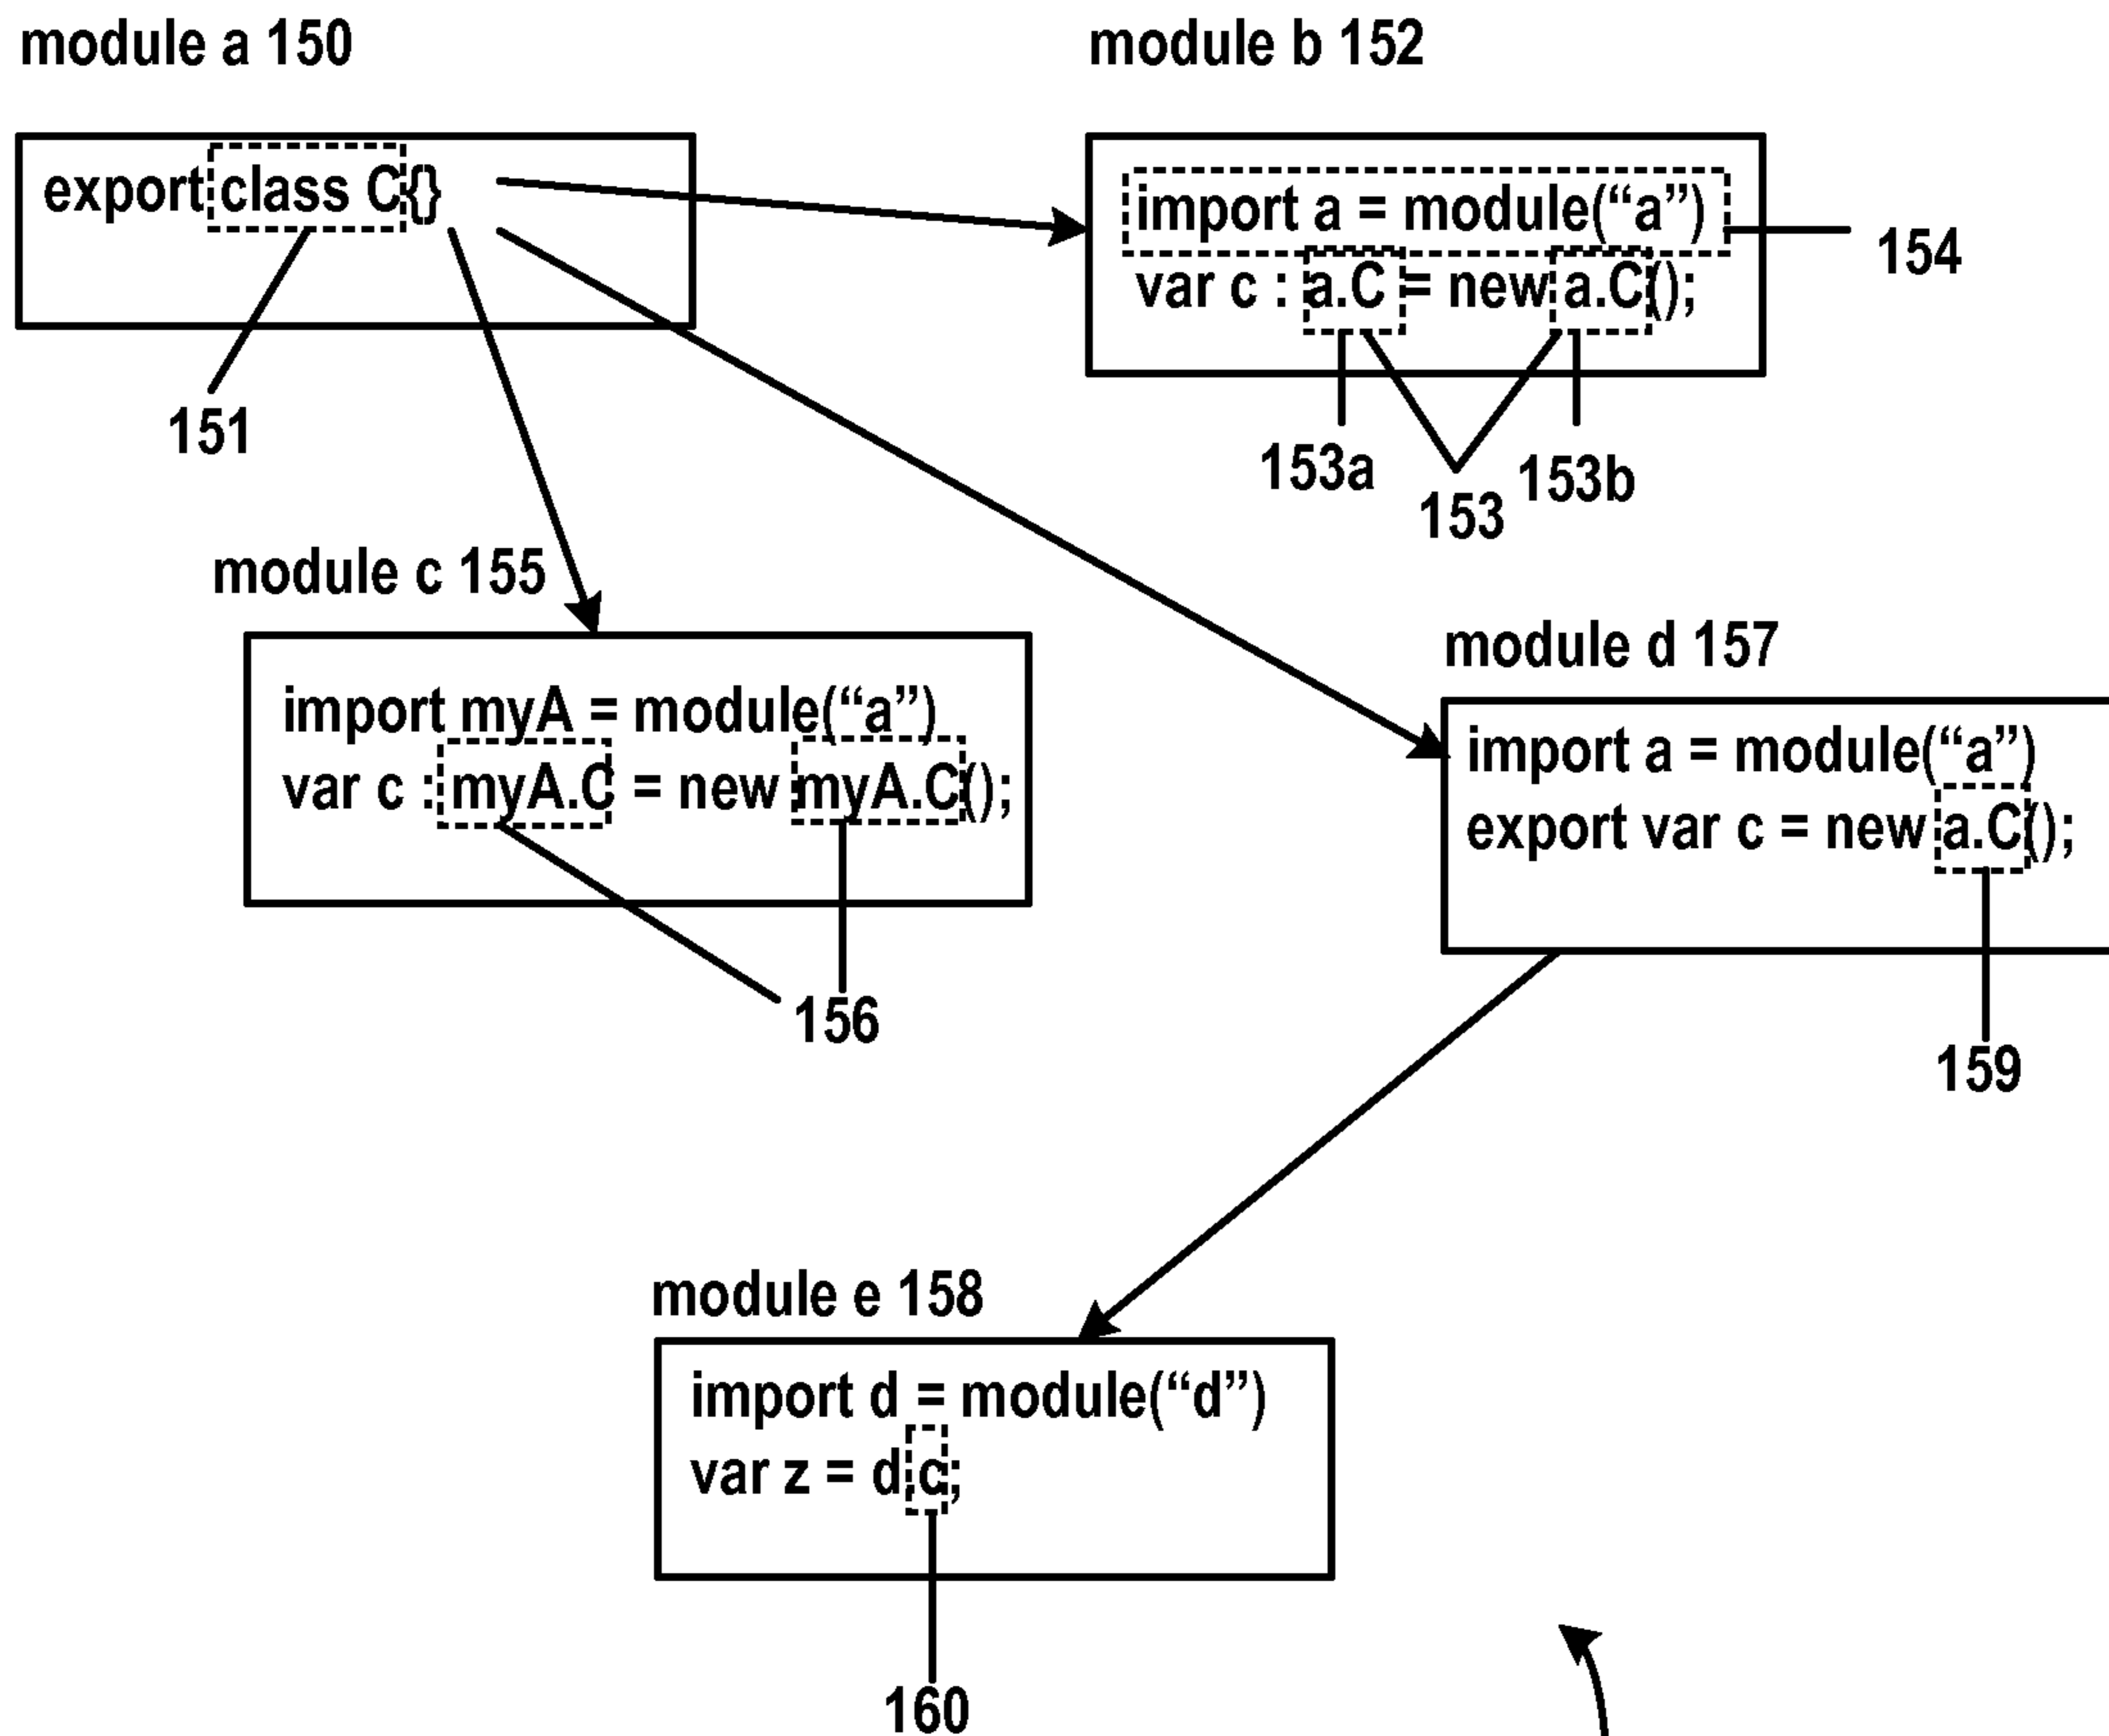 module a 150
export class C{}
151
module b 152
import a = module(“a”)
var c : a.C = new a.C();
154
153a
153
153b
module c 155
import myA = module(“a”)
var c : myA.C = new myA.C();
156
module d 157
import a = module(“a”)
export var c = new a.C();
159
module e 158
import d = module(“d”)
var z = d.c;
160